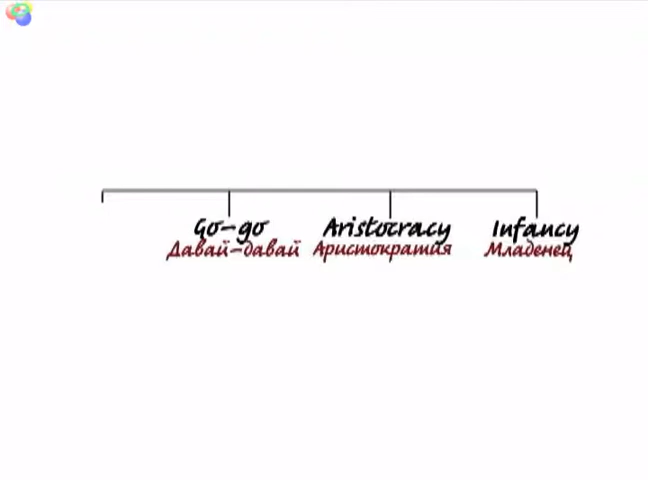 Go-go Aristocracy Infancy
Давай-давай Аристократия Младенец